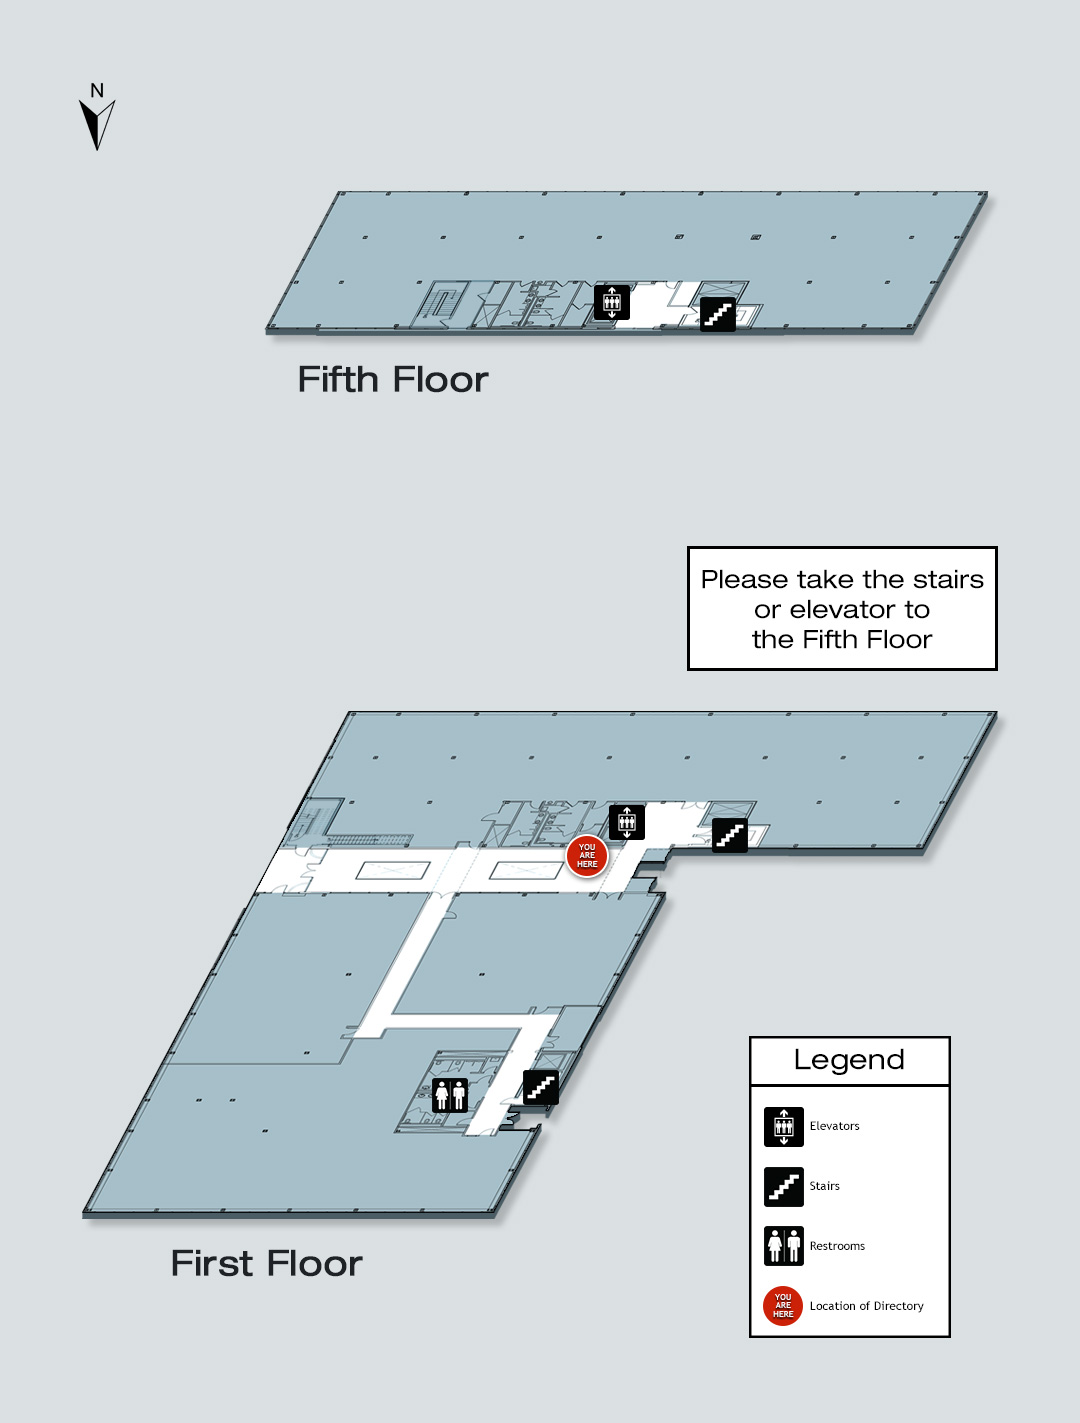 N
Fifth Floor
Please take the stairs
or elevator to
the Fifth Floor
YOU
ARE
HERE
First Floor
Legend
Elevators
Stairs
Restrooms
YOU
ARE
HERE
Location of Directory